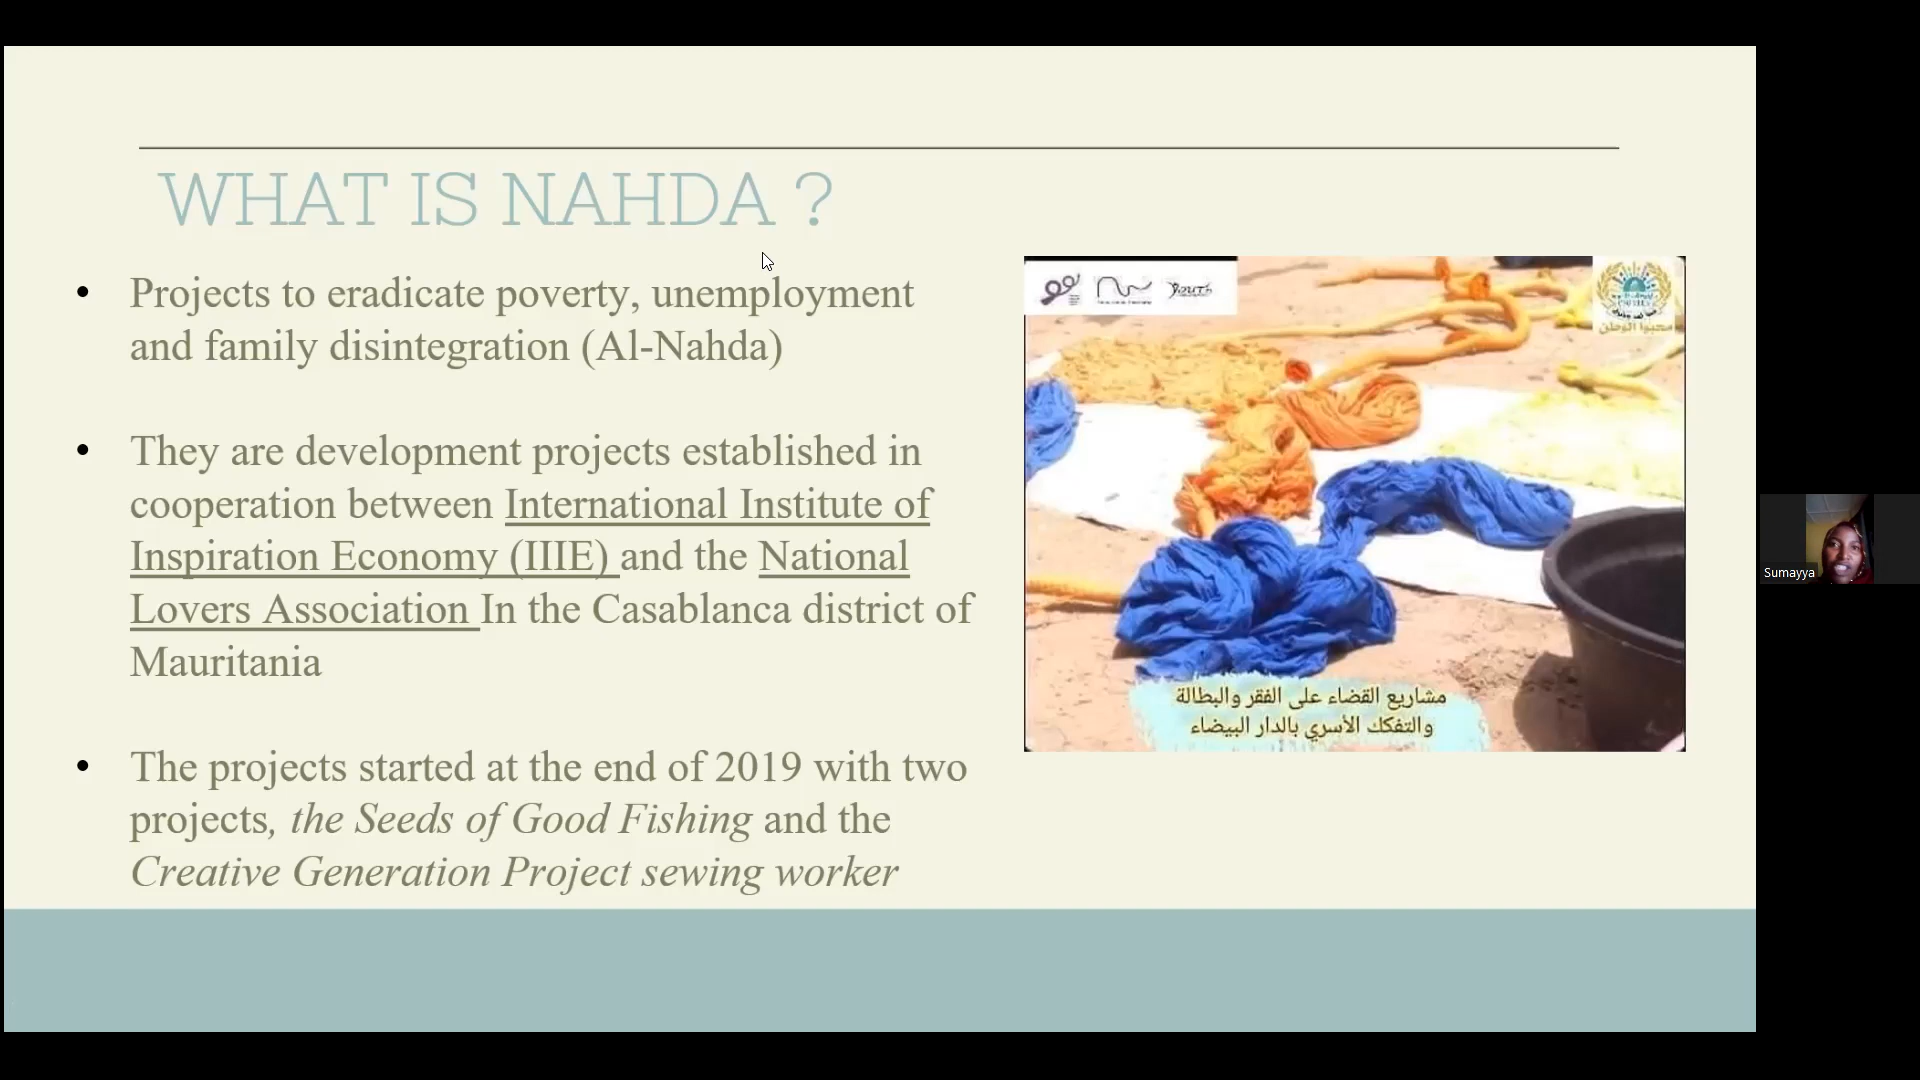 WHAT IS NAHDA ?
• Projects to eradicate poverty, unemployment
and family disintegration (Al-Nahda)
• They are development projects established in
cooperation between International Institute of
Inspiration Economy (IIIE) and the National
Lovers Association In the Casablanca district of
Mauritania
• The projects started at the end of 2019 with two
projects, the Seeds of Good Fishing and the
Creative Generation Project sewing worker
Youth
محبوا الوطن
مشاريع القضاء على الفقر والبطالة
والتفكك الأسري بالدار البيضاء
Sumayya